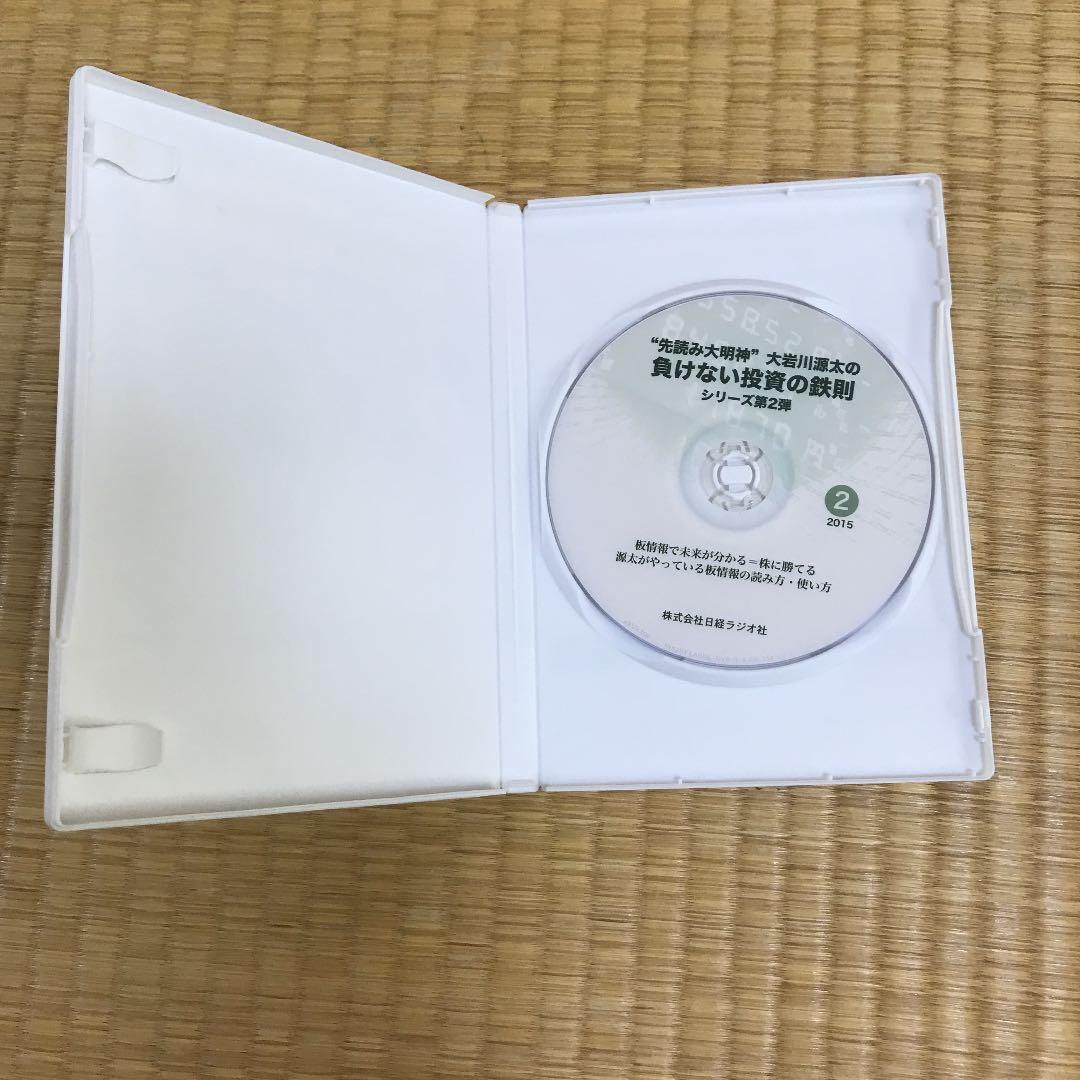 “先読み大明神” 大岩川源太の
負けない投資の鉄則
シリーズ第2弾
2
2015
板情報で未来が分かる＝株に勝てる
源太がやっている板情報の読み方・使い方
株式会社日経ラジオ社